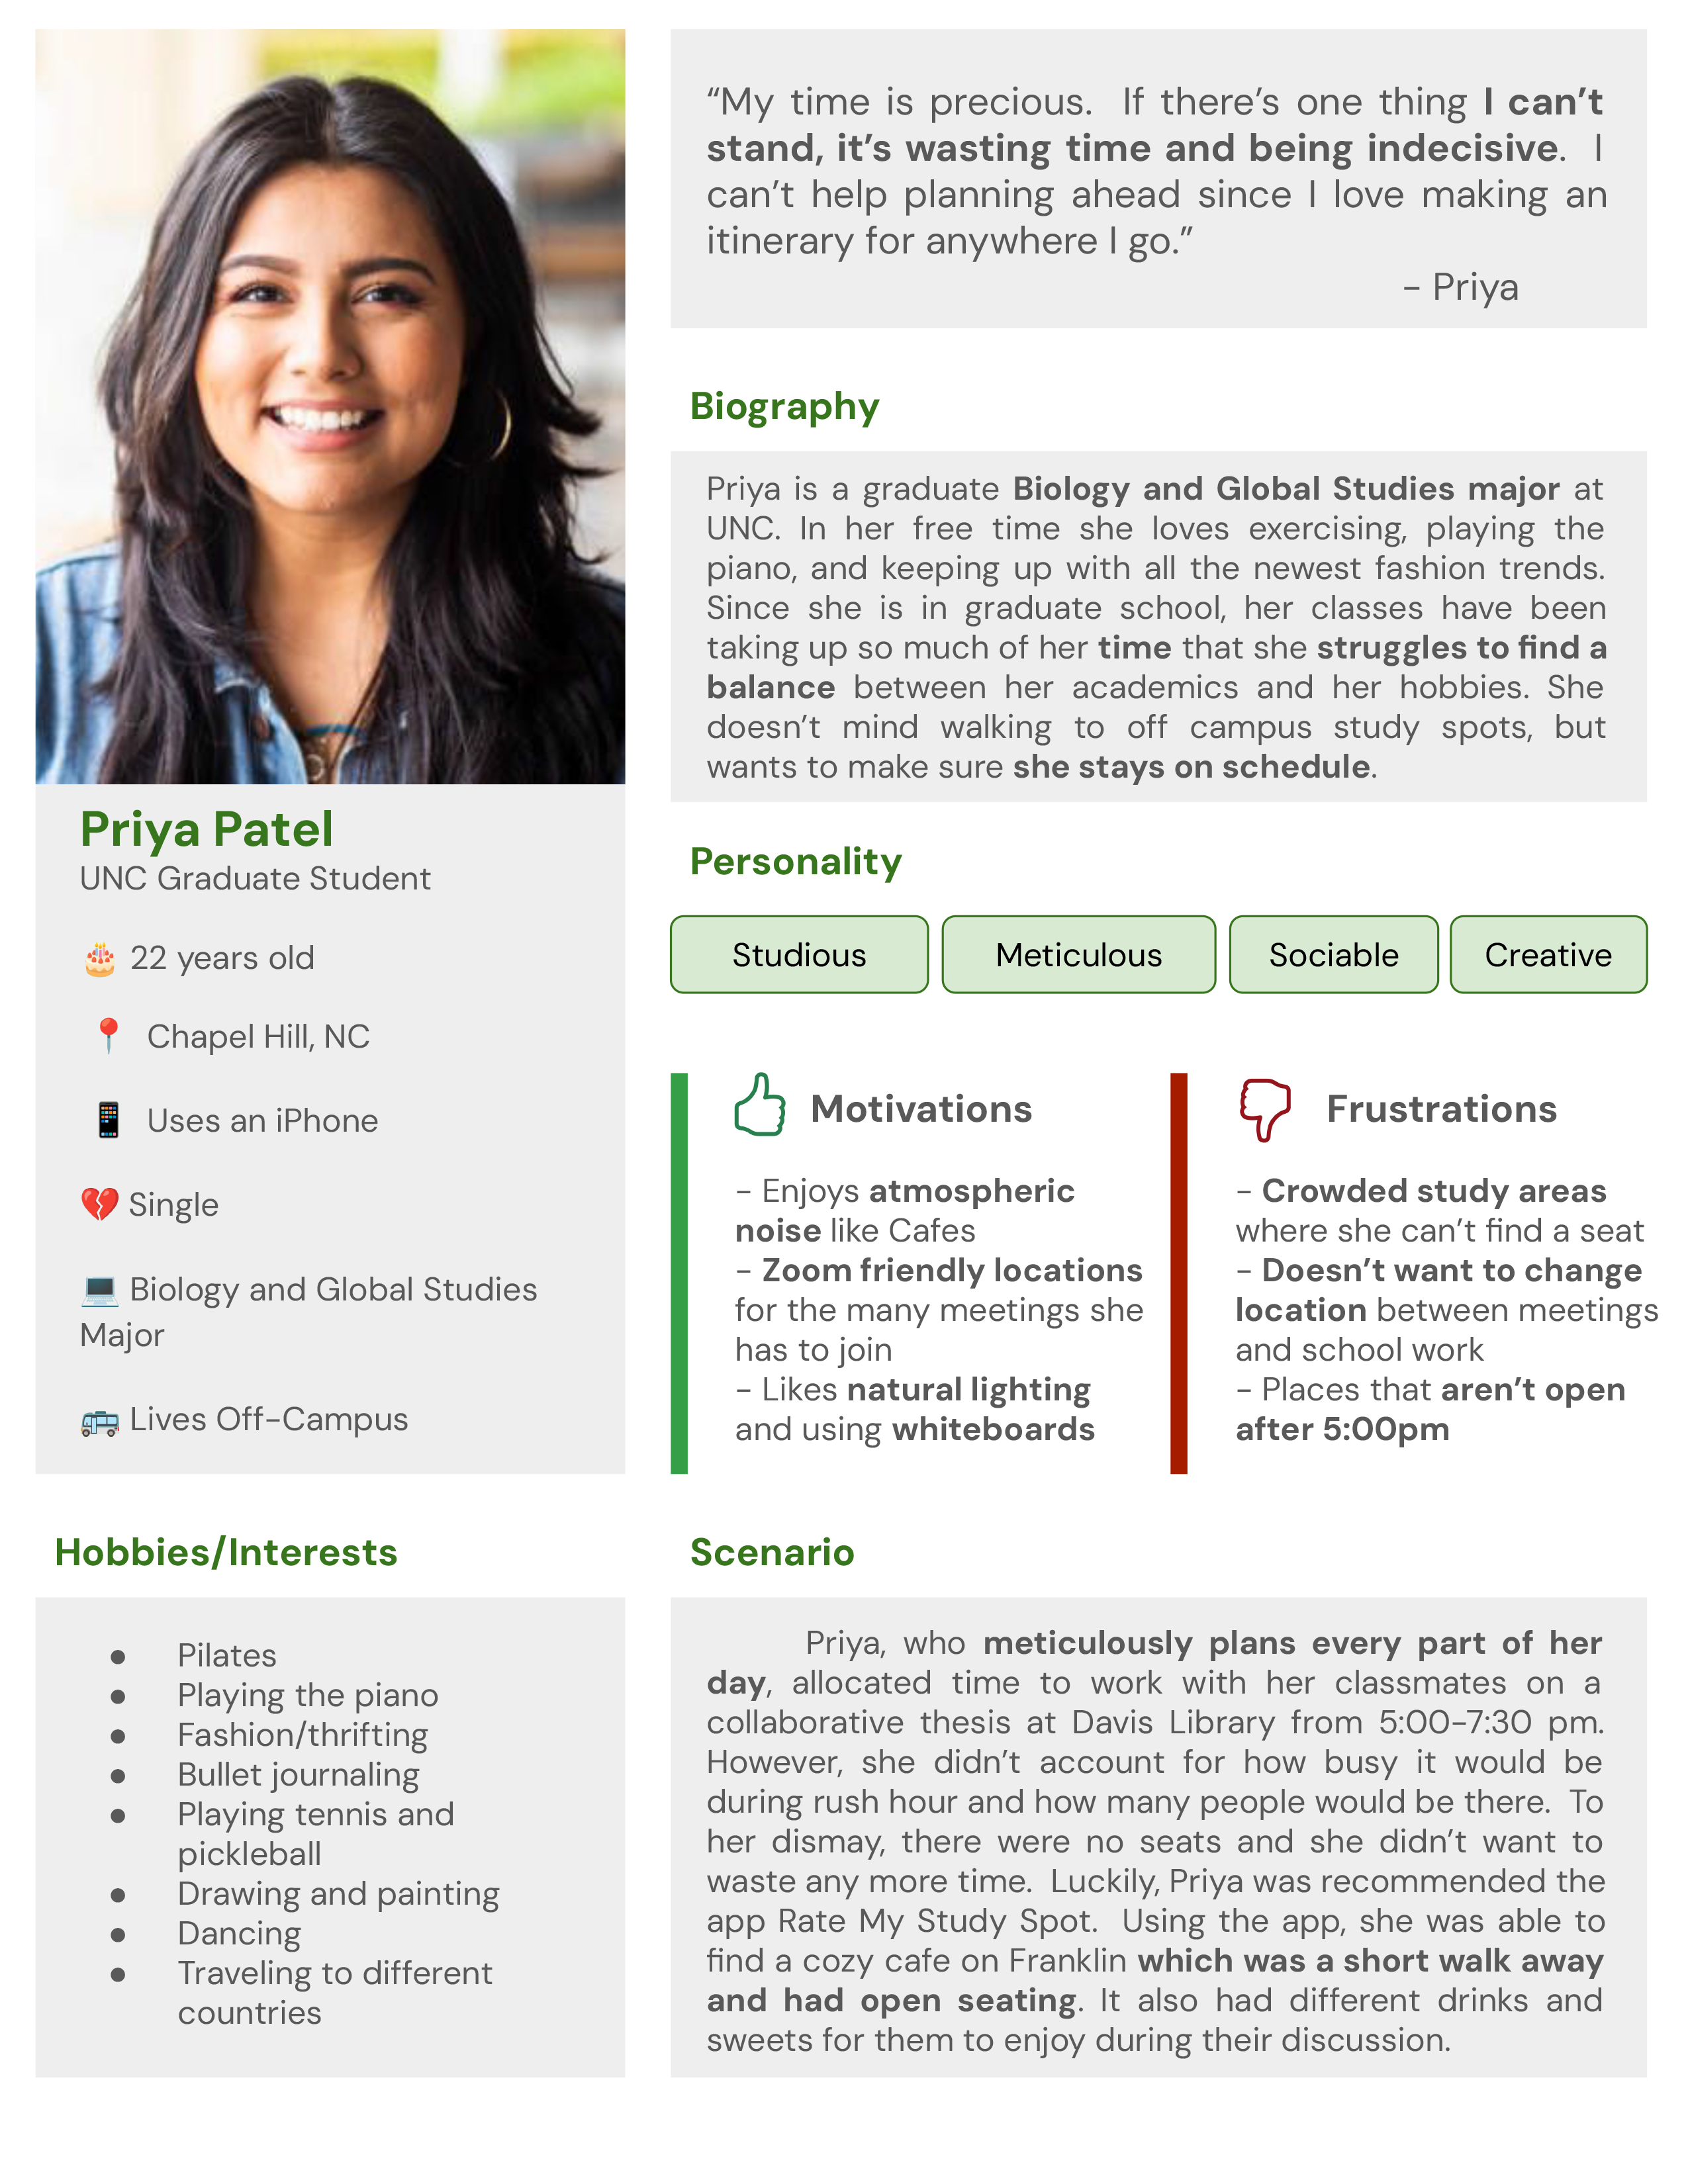 “My time is precious.  If there’s one thing I can’t
stand, it’s wasting time and being indecisive.  I
can’t help planning ahead since I love making an
itinerary for anywhere I go.”
- Priya
Biography
Priya is a graduate Biology and Global Studies major at
UNC. In her free time she loves exercising, playing the
piano, and keeping up with all the newest fashion trends.
Since she is in graduate school, her classes have been
taking up so much of her time that she struggles to find a
balance between her academics and her hobbies. She
doesn’t mind walking to off campus study spots, but
wants to make sure she stays on schedule.
Priya Patel
UNC Graduate Student
🎂 22 years old
📍 Chapel Hill, NC
📱 Uses an iPhone
💔 Single
💻 Biology and Global Studies
Major
🚌 Lives Off-Campus
Personality
Studious
Meticulous
Sociable
Creative
Motivations
- Enjoys atmospheric
noise like Cafes
- Zoom friendly locations
for the many meetings she
has to join
- Likes natural lighting
and using whiteboards
Frustrations
- Crowded study areas
where she can’t find a seat
- Doesn’t want to change
location between meetings
and school work
- Places that aren’t open
after 5:00pm
Hobbies/Interests
● Pilates
● Playing the piano
● Fashion/thrifting
● Bullet journaling
● Playing tennis and
pickleball
● Drawing and painting
● Dancing
● Traveling to different
countries
Scenario
Priya, who meticulously plans every part of her
day, allocated time to work with her classmates on a
collaborative thesis at Davis Library from 5:00-7:30 pm.
However, she didn’t account for how busy it would be
during rush hour and how many people would be there.  To
her dismay, there were no seats and she didn’t want to
waste any more time.  Luckily, Priya was recommended the
app Rate My Study Spot.  Using the app, she was able to
find a cozy cafe on Franklin which was a short walk away
and had open seating. It also had different drinks and
sweets for them to enjoy during their discussion.